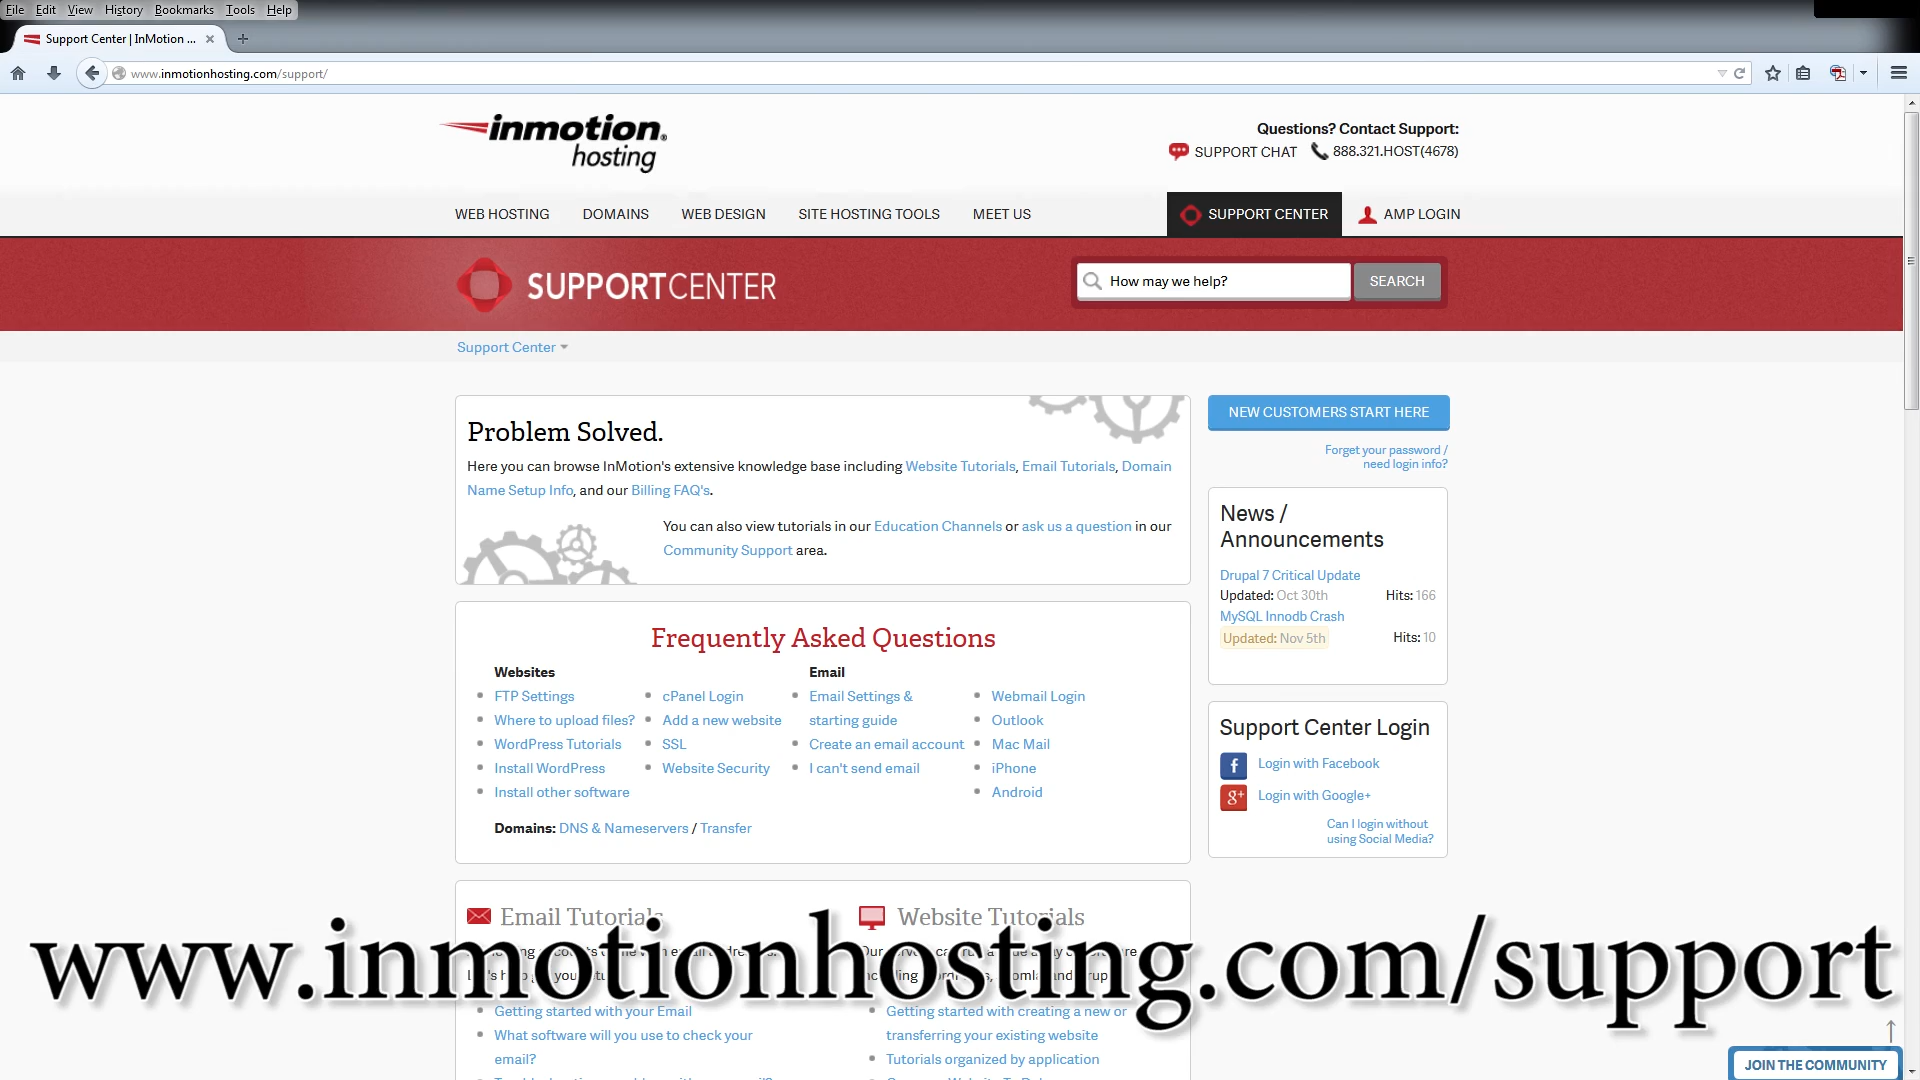 File Edit View History Bookmarks Tools Help
Support Center | InMotion ...
www.inmotionhosting.com/support/
inmotion
hosting
Questions? Contact Support:
SUPPORT CHAT 888.321.HOST(4678)
WEB HOSTING DOMAINS WEB DESIGN SITE HOSTING TOOLS MEET US SUPPORT CENTER AMP LOGIN
SUPPORTCENTER
How may we help? SEARCH
Support Center
Problem Solved.
Here you can browse InMotion's extensive knowledge base including Website Tutorials, Email Tutorials, Domain
Name Setup Info, and our Billing FAQ's.
You can also view tutorials in our Education Channels or ask us a question in our
Community Support area.
NEW CUSTOMERS START HERE
Forget your password /
need login info?
News /
Announcements
Drupal 7 Critical Update
Updated: Oct 30th Hits: 166
MySQL Innodb Crash
Updated: Nov 5th Hits: 10
Frequently Asked Questions
Websites
FTP Settings
Where to upload files?
WordPress Tutorials
Install WordPress
Install other software
cPanel Login
Add a new website
SSL
Website Security
Email
Email Settings &
starting guide
Create an email account
I can't send email
Webmail Login
Outlook
Mac Mail
iPhone
Android
Domains: DNS & Nameservers / Transfer
Support Center Login
f Login with Facebook
g+ Login with Google+
Can I login without
using Social Media?
Email Tutorials
Getting started with your Email
What software will you use to check your
email?
Website Tutorials
Getting started with creating a new or
transferring your existing website
Tutorials organized by application
www.inmotionhosting.com/support
JOIN THE COMMUNITY